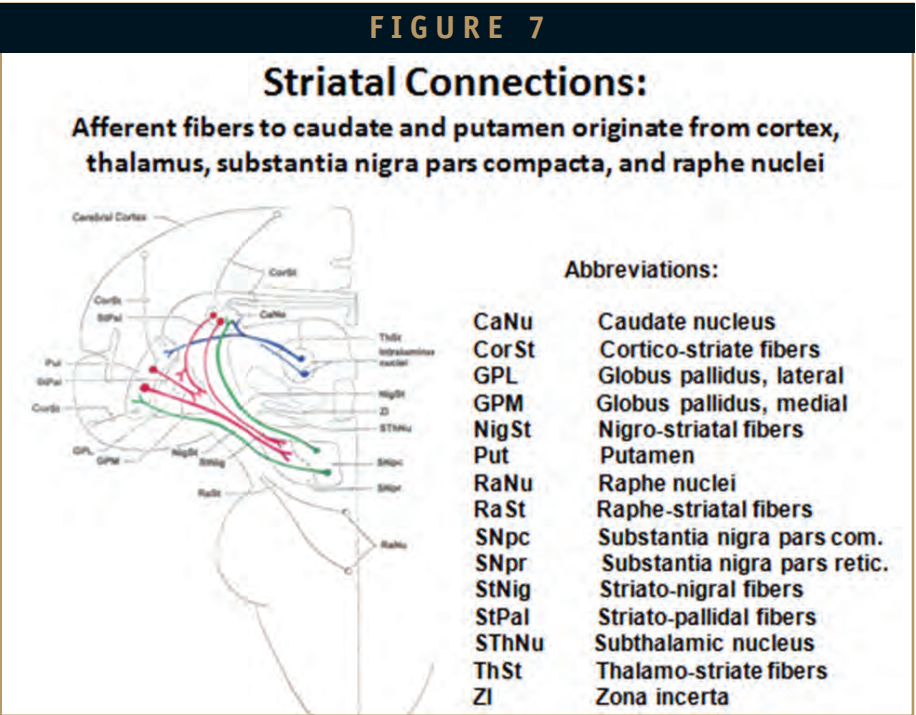 FIGURE 7
Striatal Connections:
Afferent fibers to caudate and putamen originate from cortex,
thalamus, substantia nigra pars compacta, and raphe nuclei
Cerebral Cortex
CorSt
CorSt
StPal
CaNu
ThSt
Intralaminar
nuclei
Put
StPal
NigSt
ZI
CorSt
SThNu
GPL
GPM
NigSt
StNig
SNpc
RaSt
SNpr
RaNu
Abbreviations:
CaNu Caudate nucleus
CorSt Cortico-striate fibers
GPL Globus pallidus, lateral
GPM Globus pallidus, medial
NigSt Nigro-striatal fibers
Put Putamen
RaNu Raphe nuclei
RaSt Raphe-striatal fibers
SNpc Substantia nigra pars com.
SNpr Substantia nigra pars retic.
StNig Striato-nigral fibers
StPal Striato-pallidal fibers
SThNu Subthalamic nucleus
ThSt Thalamo-striate fibers
ZI Zona incerta